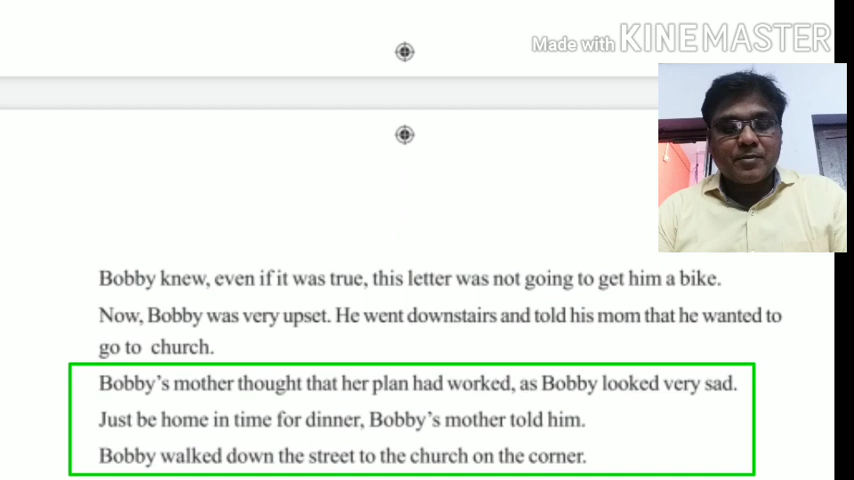 Made with KINEMASTER
Bobby knew, even if it was true, this letter was not going to get him a bike.
Now, Bobby was very upset. He went downstairs and told his mom that he wanted to
go to church.
Bobby's mother thought that her plan had worked, as Bobby looked very sad.
Just be home in time for dinner, Bobby's mother told him.
Bobby walked down the street to the church on the corner.